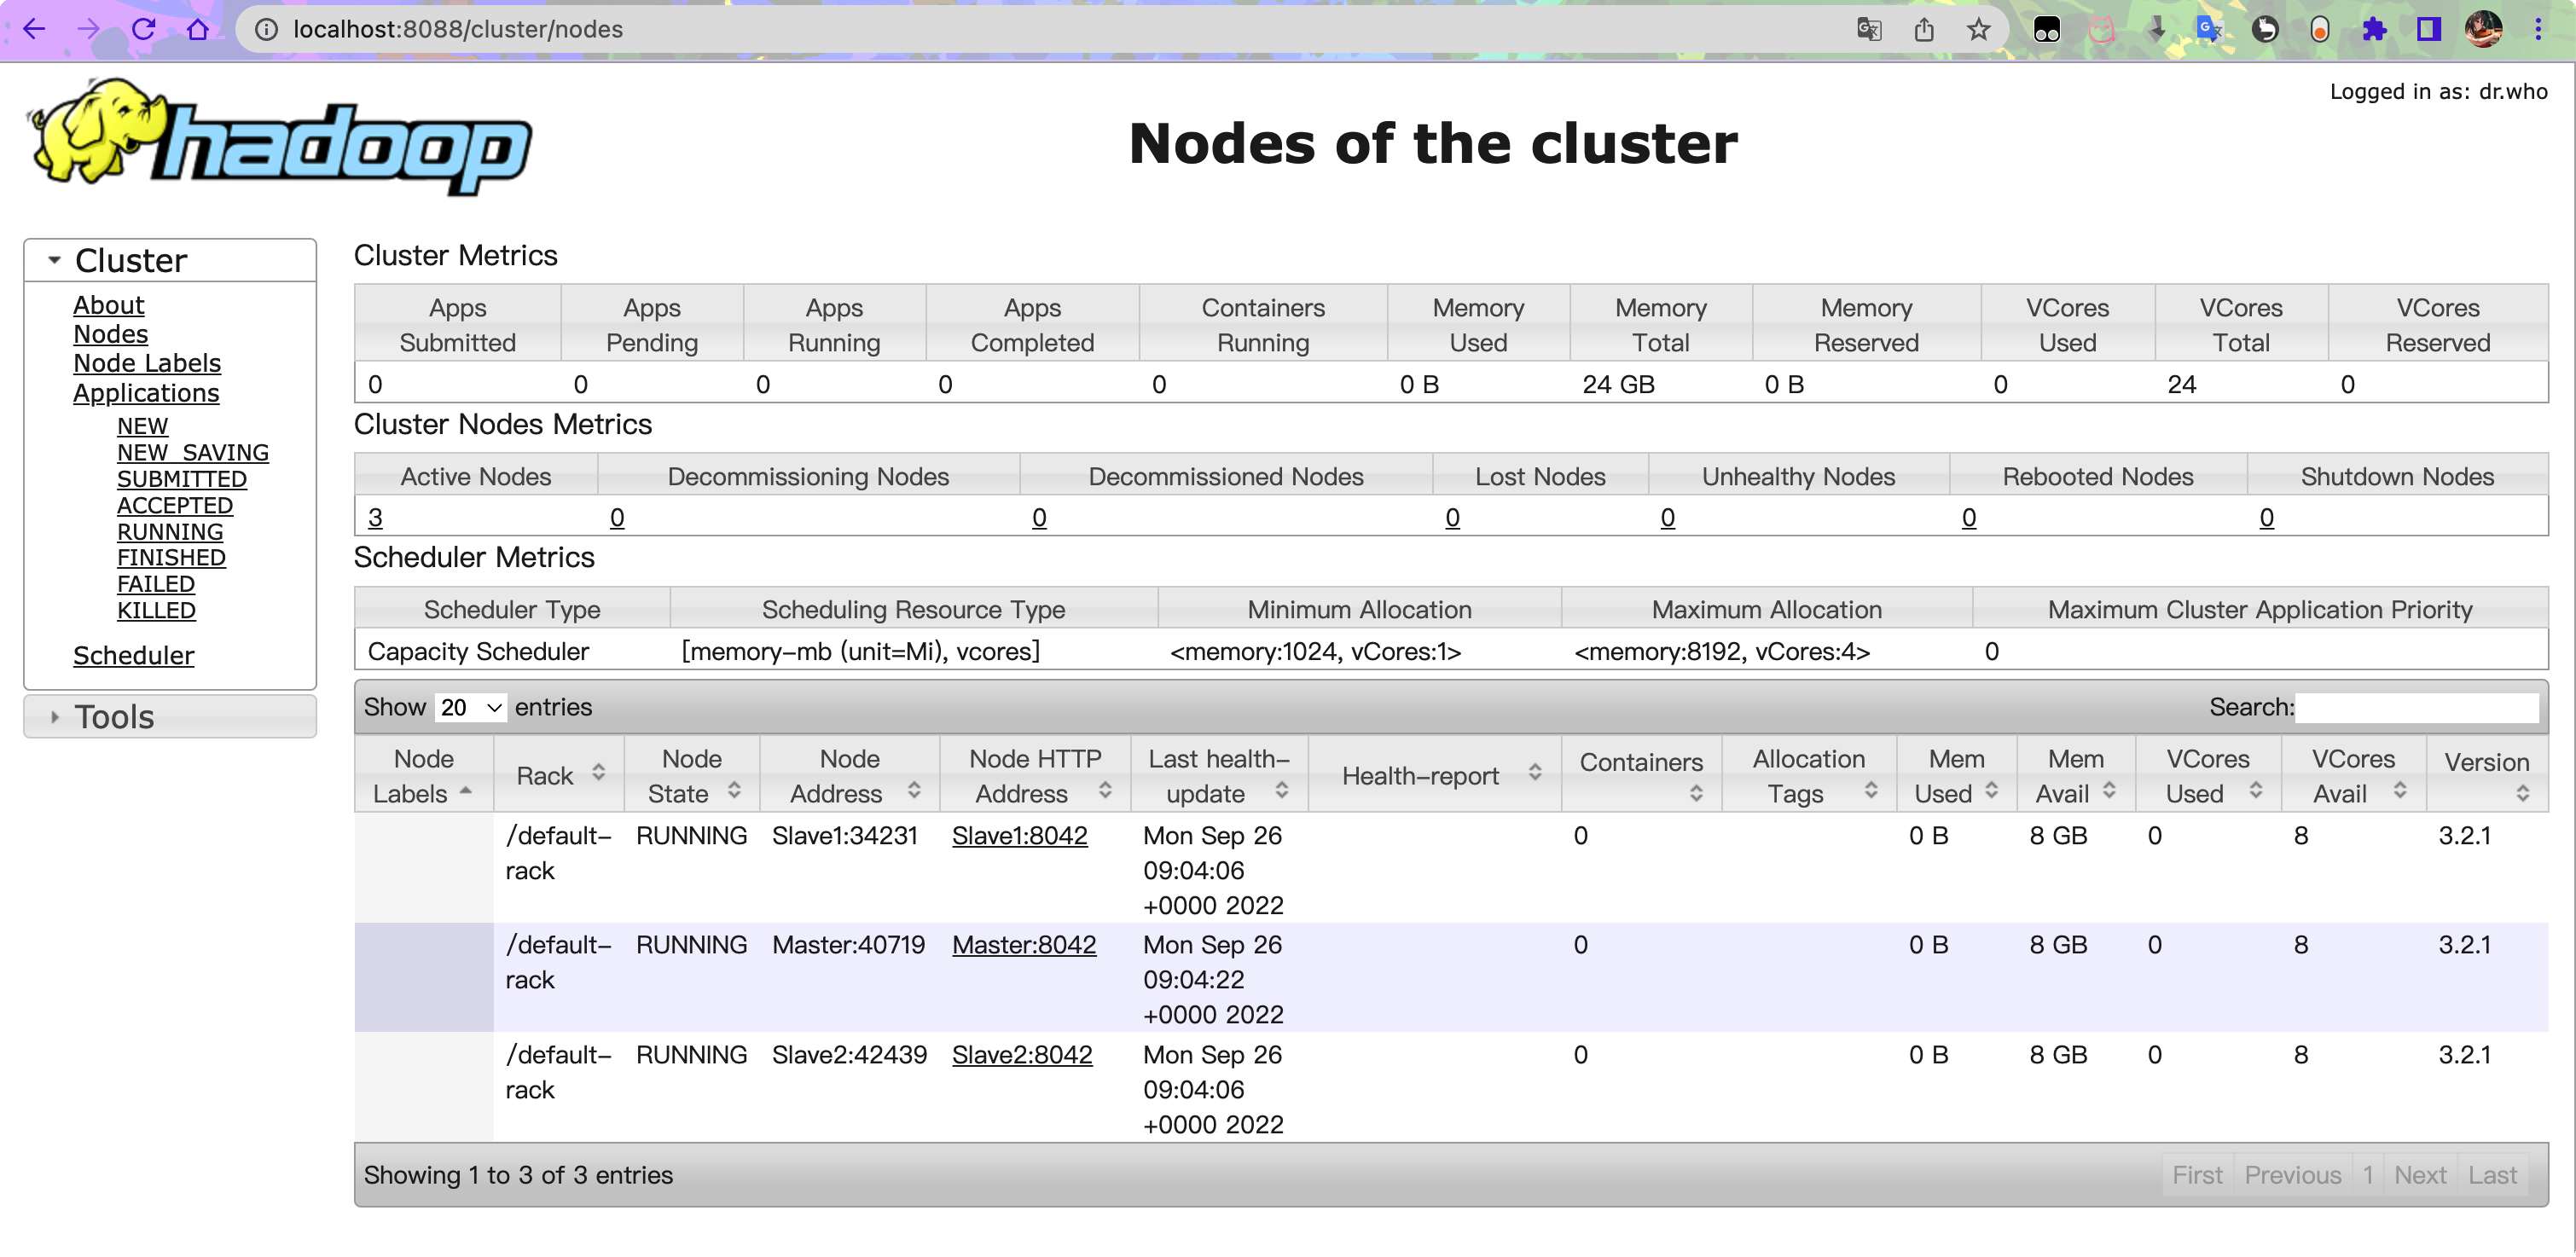 localhost:8088/cluster/nodes
Logged in as: dr.who
hadoop
Nodes of the cluster
Cluster
About
Nodes
Node Labels
Applications
NEW
NEW_SAVING
SUBMITTED
ACCEPTED
RUNNING
FINISHED
FAILED
KILLED
Scheduler
Tools
Cluster Metrics
Apps Submitted Apps Pending Apps Running Apps Completed Containers Running Memory Used Memory Total Memory Reserved VCores Used VCores Total VCores Reserved
0 0 0 0 0 0 B 24 GB 0 B 0 24 0
Cluster Nodes Metrics
Active Nodes Decommissioning Nodes Decommissioned Nodes Lost Nodes Unhealthy Nodes Rebooted Nodes Shutdown Nodes
3 0 0 0 0 0 0
Scheduler Metrics
Scheduler Type Scheduling Resource Type Minimum Allocation Maximum Allocation Maximum Cluster Application Priority
Capacity Scheduler [memory-mb (unit=Mi), vcores] <memory:1024, vCores:1> <memory:8192, vCores:4> 0
Show 20 entries Search:
Node Labels Rack Node State Node Address Node HTTP Address Last health-update Health-report Containers Allocation Tags Mem Used Mem Avail VCores Used VCores Avail Version
/default-rack RUNNING Slave1:34231 Slave1:8042 Mon Sep 26 09:04:06 +0000 2022 0 0 B 8 GB 0 8 3.2.1
/default-rack RUNNING Master:40719 Master:8042 Mon Sep 26 09:04:22 +0000 2022 0 0 B 8 GB 0 8 3.2.1
/default-rack RUNNING Slave2:42439 Slave2:8042 Mon Sep 26 09:04:06 +0000 2022 0 0 B 8 GB 0 8 3.2.1
Showing 1 to 3 of 3 entries First Previous 1 Next Last